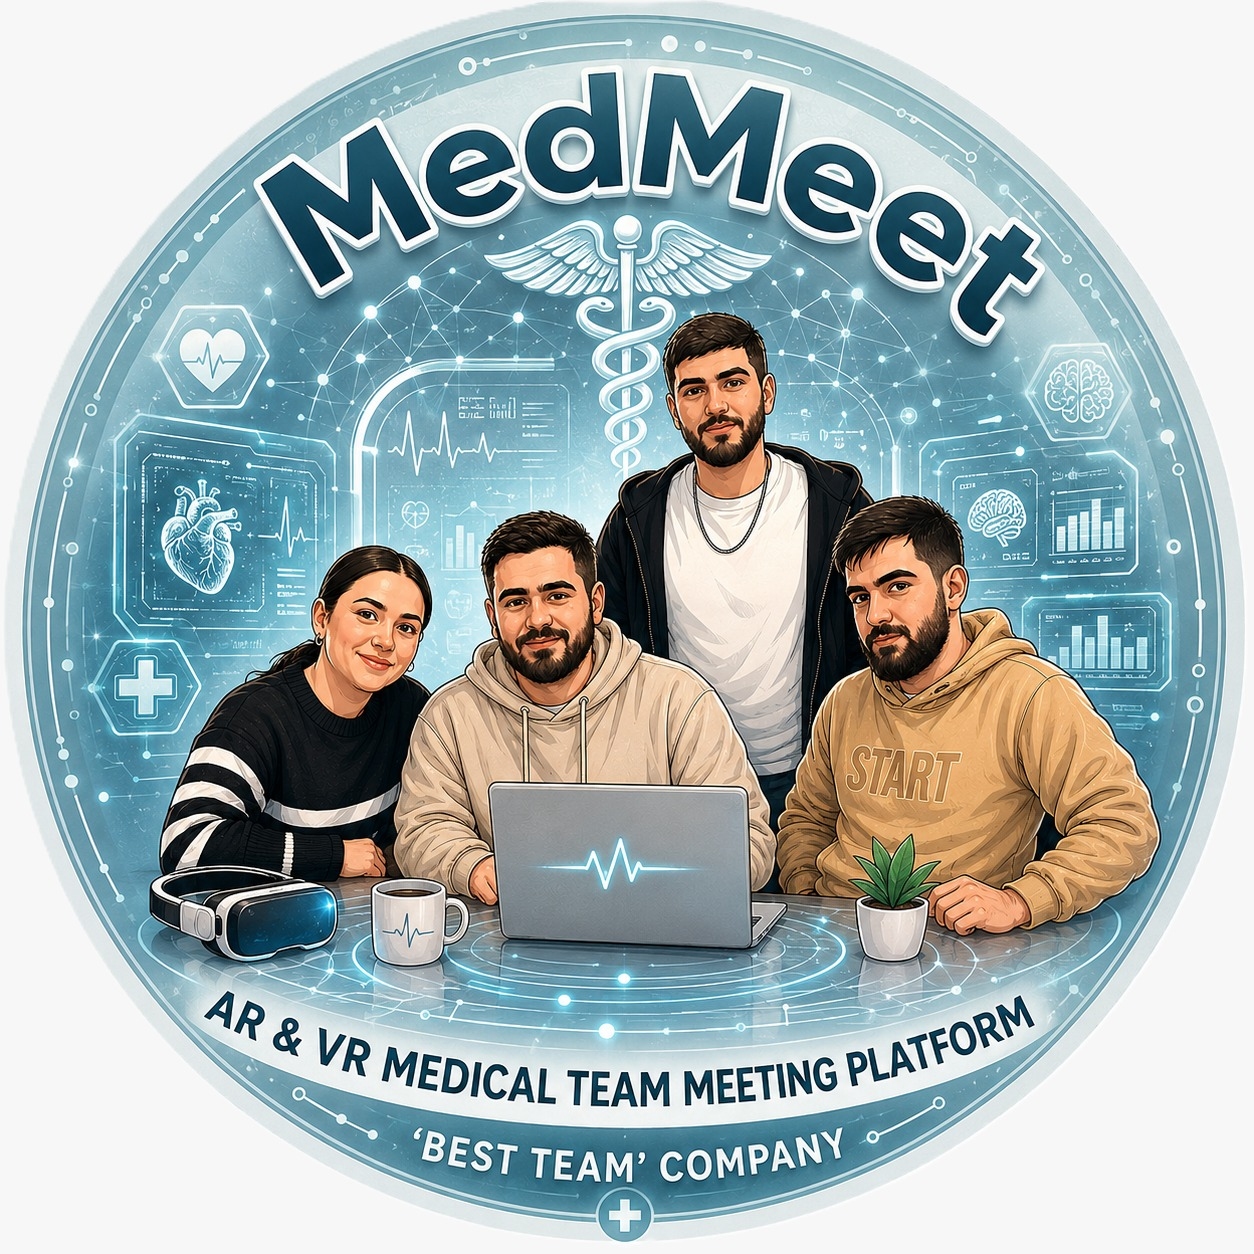 MedMeet
START
AR & VR MEDICAL TEAM MEETING PLATFORM
‘BEST TEAM’ COMPANY